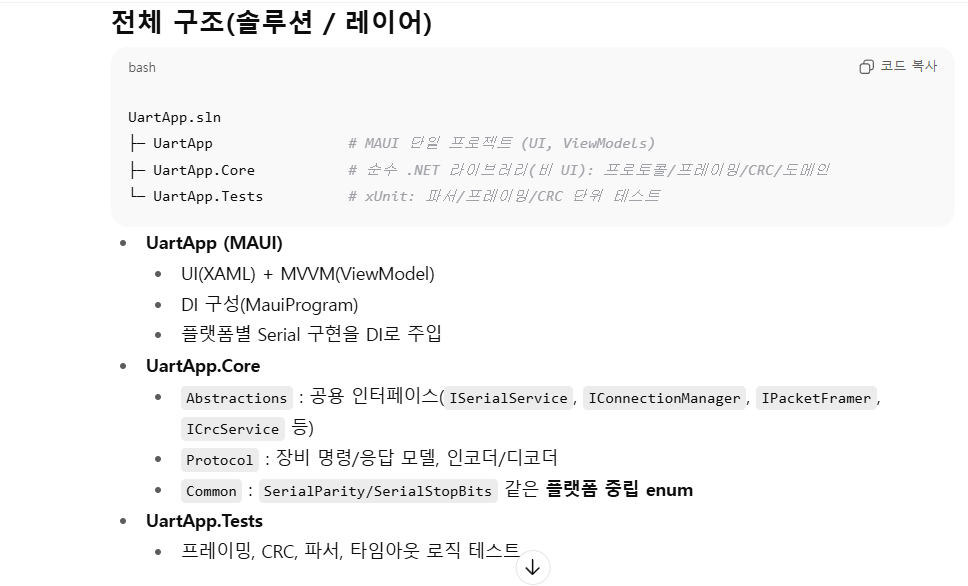 전체 구조(솔루션 / 레이어)
bash
코드 복사
UartApp.sln
├─ UartApp # MAUI 단일 프로젝트 (UI, ViewModels)
├─ UartApp.Core # 순수 .NET 라이브러리(비 UI): 프로토콜/프레이밍/CRC/도메인
└─ UartApp.Tests # xUnit: 파서/프레이밍/CRC 단위 테스트
• UartApp (MAUI)
• UI(XAML) + MVVM(ViewModel)
• DI 구성(MauiProgram)
• 플랫폼별 Serial 구현을 DI로 주입
• UartApp.Core
• Abstractions : 공용 인터페이스(ISerialService, IConnectionManager, IPacketFramer,
ICrcService 등)
• Protocol : 장비 명령/응답 모델, 인코더/디코더
• Common : SerialParity/SerialStopBits 같은 플랫폼 중립 enum
• UartApp.Tests
• 프레이밍, CRC, 파서, 타임아웃 로직 테스트